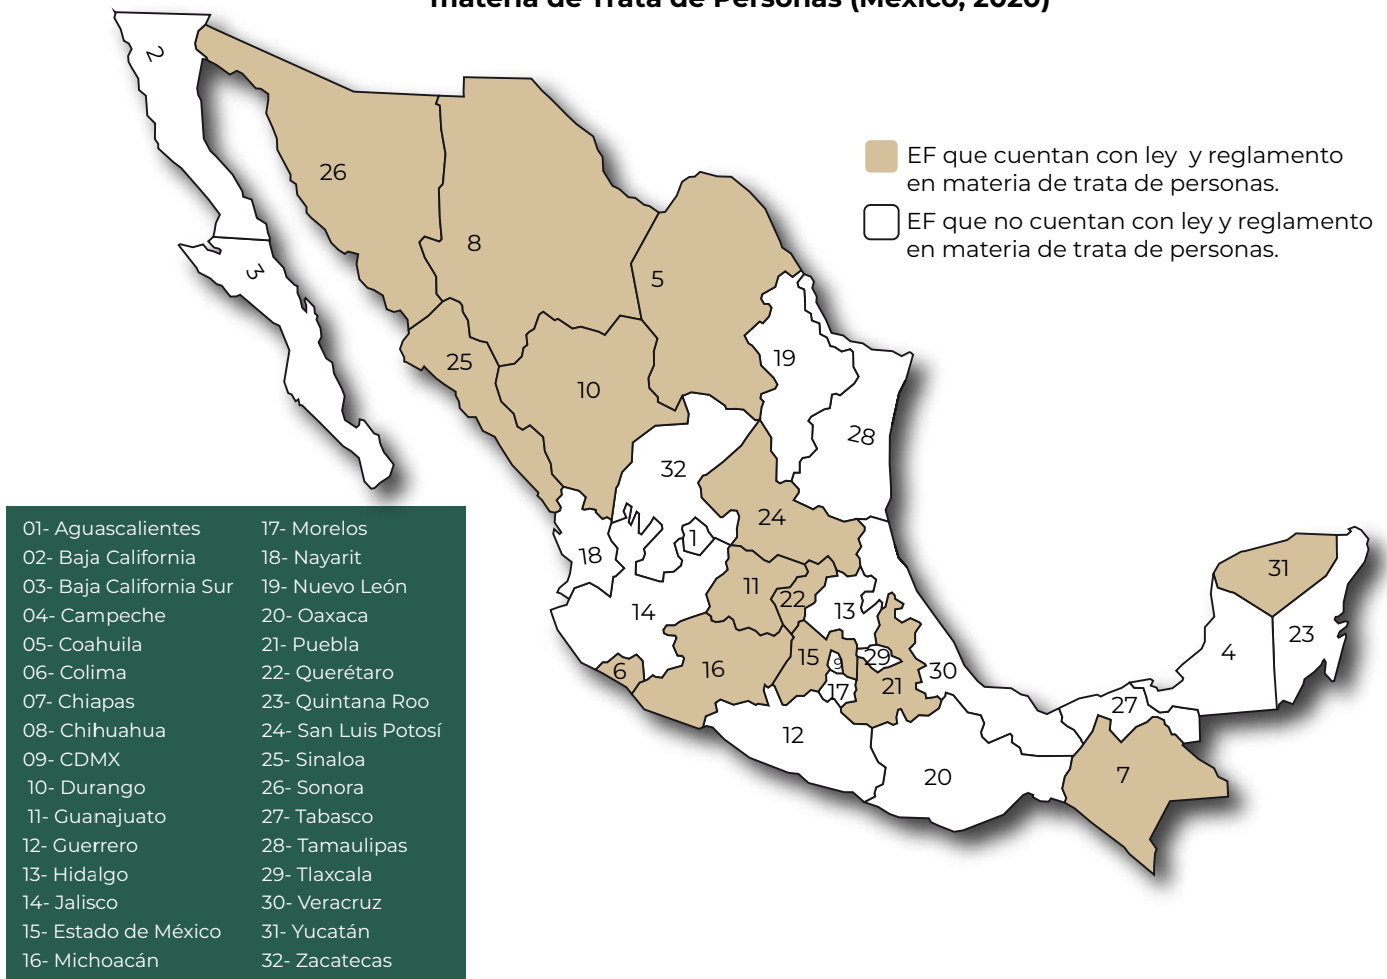 materia de Trata de Personas (México, 2020)
2
26
8
3
5
EF que cuentan con ley y reglamento
en materia de trata de personas.
EF que no cuentan con ley y reglamento
en materia de trata de personas.
25
10
19
28
32
24
18
1
11
22
14
13
31
6
16
15
9
29
17
21
30
23
4
27
12
20
7
01- Aguascalientes
02- Baja California
03- Baja California Sur
04- Campeche
05- Coahuila
06- Colima
07- Chiapas
08- Chihuahua
09- CDMX
10- Durango
11- Guanajuato
12- Guerrero
13- Hidalgo
14- Jalisco
15- Estado de México
16- Michoacán
17- Morelos
18- Nayarit
19- Nuevo León
20- Oaxaca
21- Puebla
22- Querétaro
23- Quintana Roo
24- San Luis Potosí
25- Sinaloa
26- Sonora
27- Tabasco
28- Tamaulipas
29- Tlaxcala
30- Veracruz
31- Yucatán
32- Zacatecas